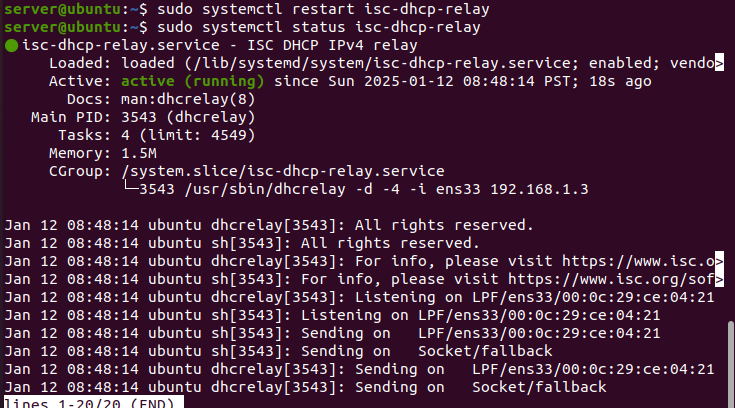 server@ubuntu:~$ sudo systemctl restart isc-dhcp-relay
server@ubuntu:~$ sudo systemctl status isc-dhcp-relay
● isc-dhcp-relay.service - ISC DHCP IPv4 relay
     Loaded: loaded (/lib/systemd/system/isc-dhcp-relay.service; enabled; vendo>
     Active: active (running) since Sun 2025-01-12 08:48:14 PST; 18s ago
       Docs: man:dhcrelay(8)
   Main PID: 3543 (dhcrelay)
      Tasks: 4 (limit: 4549)
     Memory: 1.5M
     CGroup: /system.slice/isc-dhcp-relay.service
             └─3543 /usr/sbin/dhcrelay -d -4 -i ens33 192.168.1.3
Jan 12 08:48:14 ubuntu dhcrelay[3543]: All rights reserved.
Jan 12 08:48:14 ubuntu sh[3543]: All rights reserved.
Jan 12 08:48:14 ubuntu dhcrelay[3543]: For info, please visit https://www.isc.o>
Jan 12 08:48:14 ubuntu sh[3543]: For info, please visit https://www.isc.org/sof>
Jan 12 08:48:14 ubuntu dhcrelay[3543]: Listening on LPF/ens33/00:0c:29:ce:04:21
Jan 12 08:48:14 ubuntu sh[3543]: Listening on LPF/ens33/00:0c:29:ce:04:21
Jan 12 08:48:14 ubuntu sh[3543]: Sending on   LPF/ens33/00:0c:29:ce:04:21
Jan 12 08:48:14 ubuntu sh[3543]: Sending on   Socket/fallback
Jan 12 08:48:14 ubuntu dhcrelay[3543]: Sending on   LPF/ens33/00:0c:29:ce:04:21
Jan 12 08:48:14 ubuntu dhcrelay[3543]: Sending on   Socket/fallback
lines 1-20/20 (END)